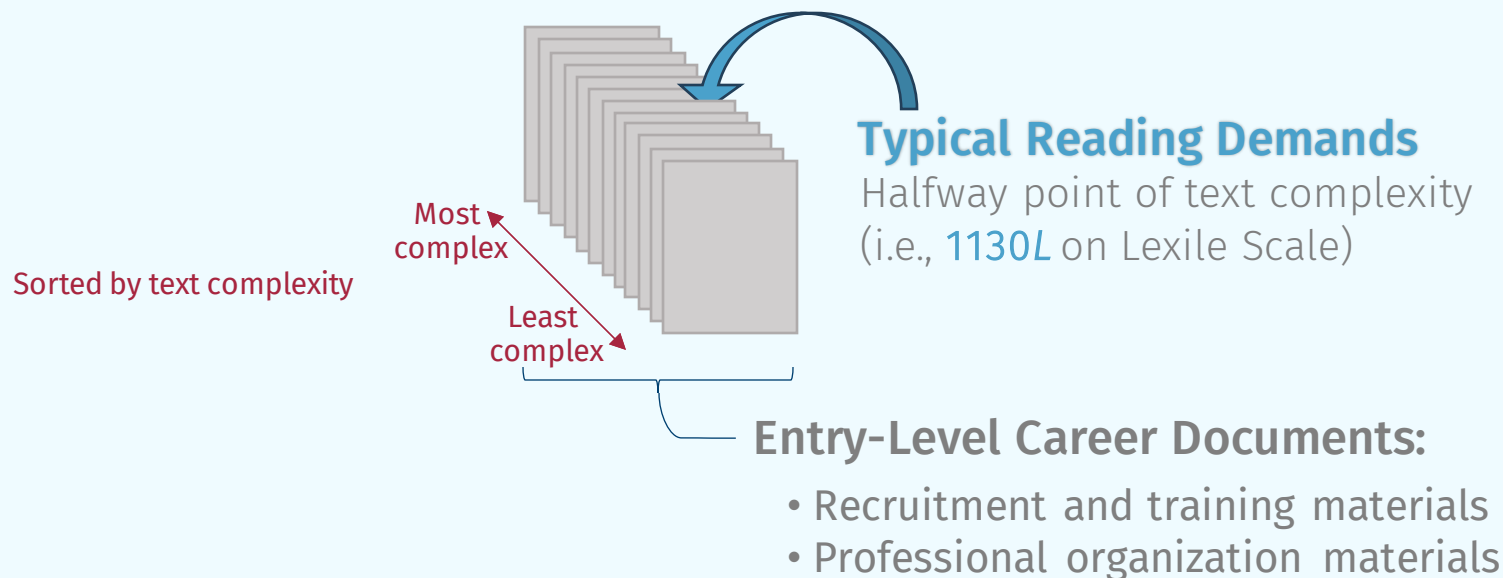 Typical Reading Demands
Halfway point of text complexity
(i.e., 1130L on Lexile Scale)
Most
complex
Sorted by text complexity
Least
complex
Entry-Level Career Documents:
• Recruitment and training materials
• Professional organization materials